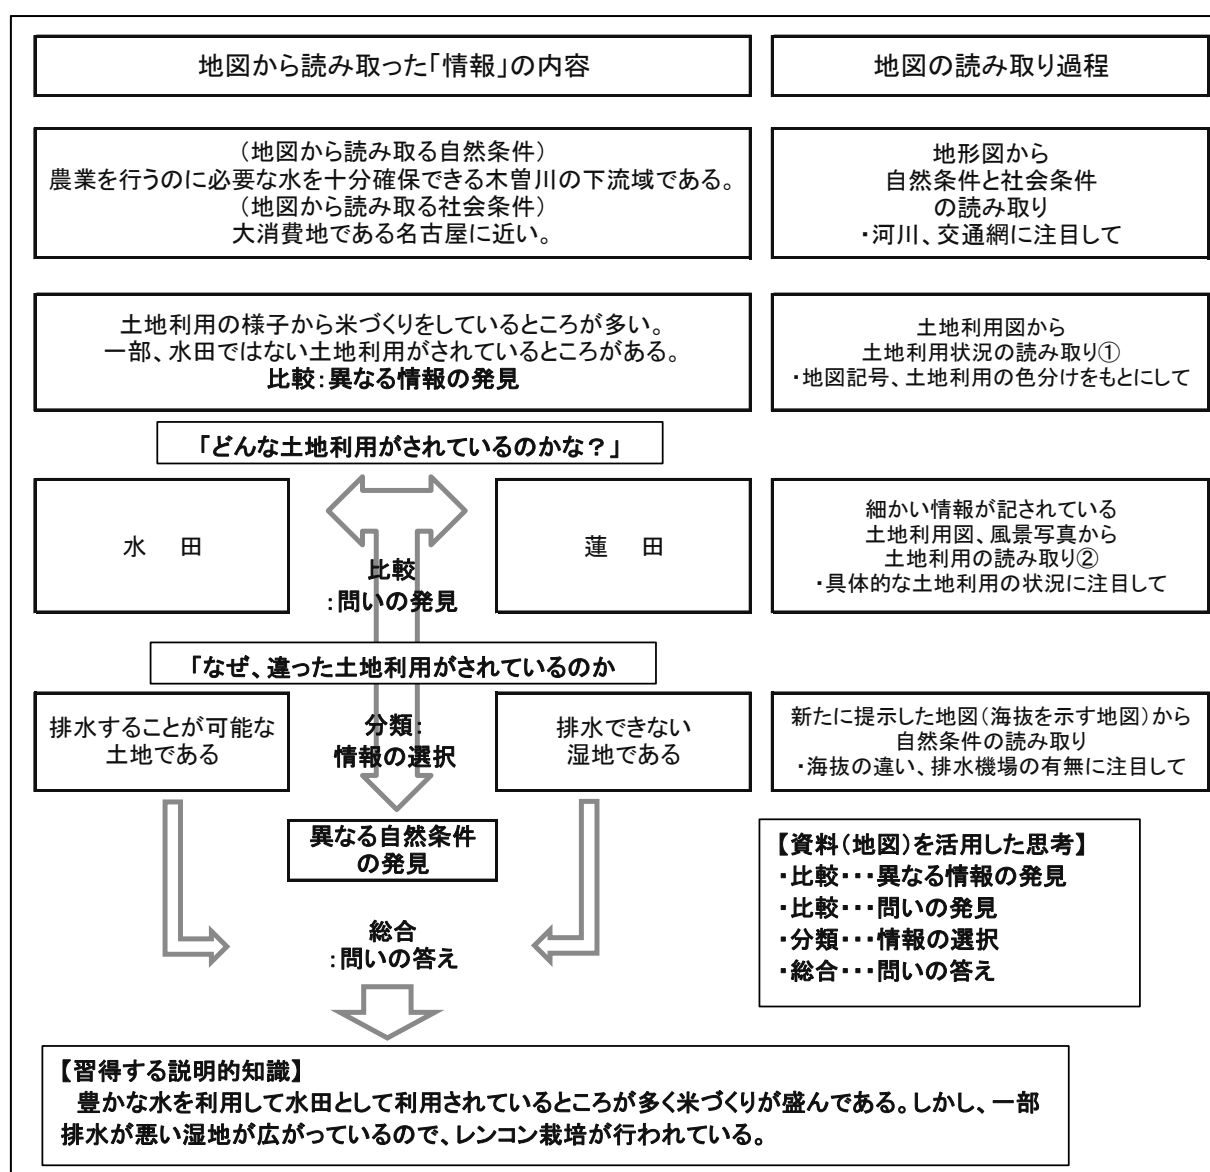 地図から読み取った「情報」の内容
地図の読み取り過程
(地図から読み取る自然条件)
農業を行うのに必要な水を十分確保できる木曽川の下流域である。
(地図から読み取る社会条件)
大消費地である名古屋に近い。
地形図から
自然条件と社会条件
の読み取り
・河川、交通網に注目して
土地利用の様子から米づくりをしているところが多い。
一部、水田ではない土地利用がされているところがある。
比較:異なる情報の発見
土地利用図から
土地利用状況の読み取り①
・地図記号、土地利用の色分けをもとにして
「どんな土地利用がされているのかな?」
水 田
比較
:問いの発見
蓮 田
細かい情報が記されている
土地利用図、風景写真から
土地利用の読み取り②
・具体的な土地利用の状況に注目して
「なぜ、違った土地利用がされているのか
排水することが可能な
土地である
分類:
情報の選択
排水できない
湿地である
新たに提示した地図(海抜を示す地図)から
自然条件の読み取り
・海抜の違い、排水機場の有無に注目して
異なる自然条件
の発見
総合
:問いの答え
【資料(地図)を活用した思考】
・比較・・・異なる情報の発見
・比較・・・問いの発見
・分類・・・情報の選択
・総合・・・問いの答え
【習得する説明的知識】
豊かな水を利用して水田として利用されているところが多く米づくりが盛んである。しかし、一部
排水が悪い湿地が広がっているので、レンコン栽培が行われている。